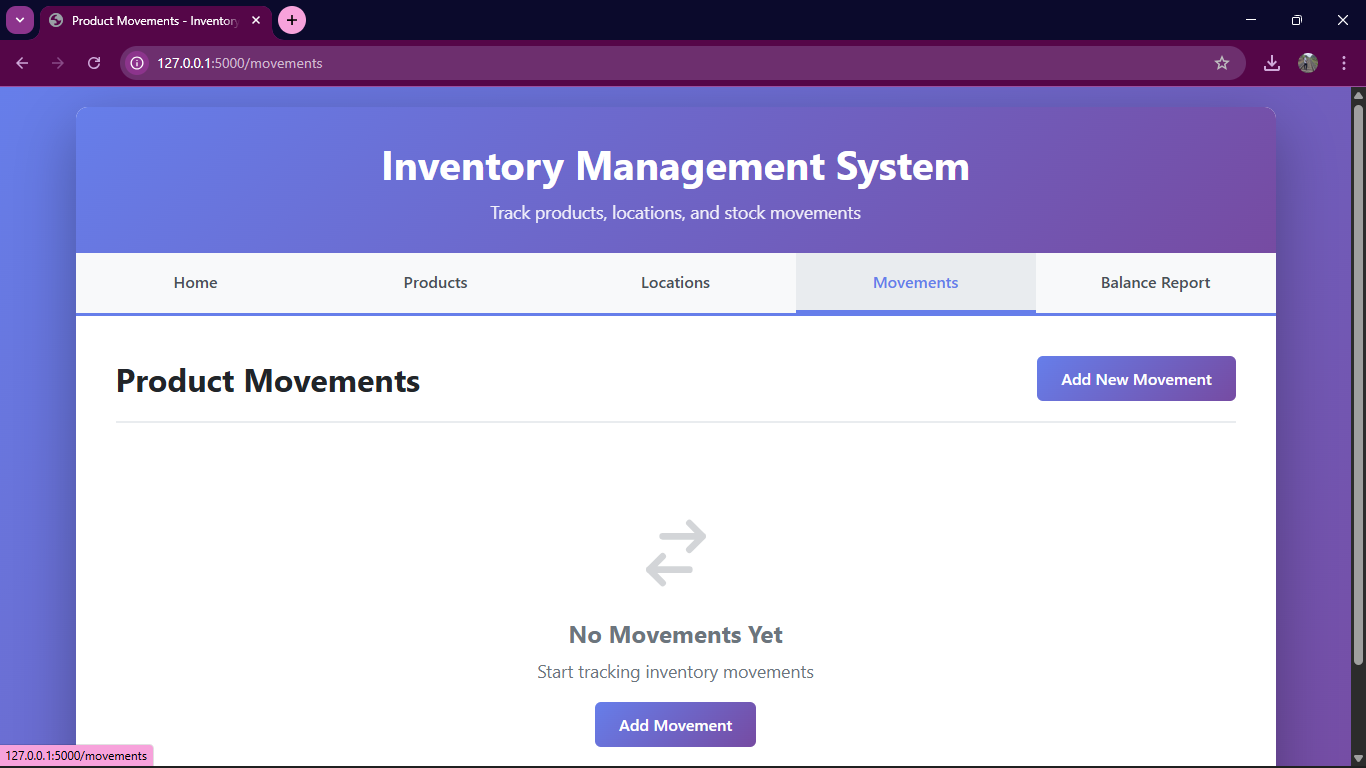 Product Movements - Inventory
127.0.0.1:5000/movements
Inventory Management System
Track products, locations, and stock movements
Home
Products
Locations
Movements
Balance Report
Product Movements
Add New Movement
No Movements Yet
Start tracking inventory movements
Add Movement
127.0.0.1:5000/movements